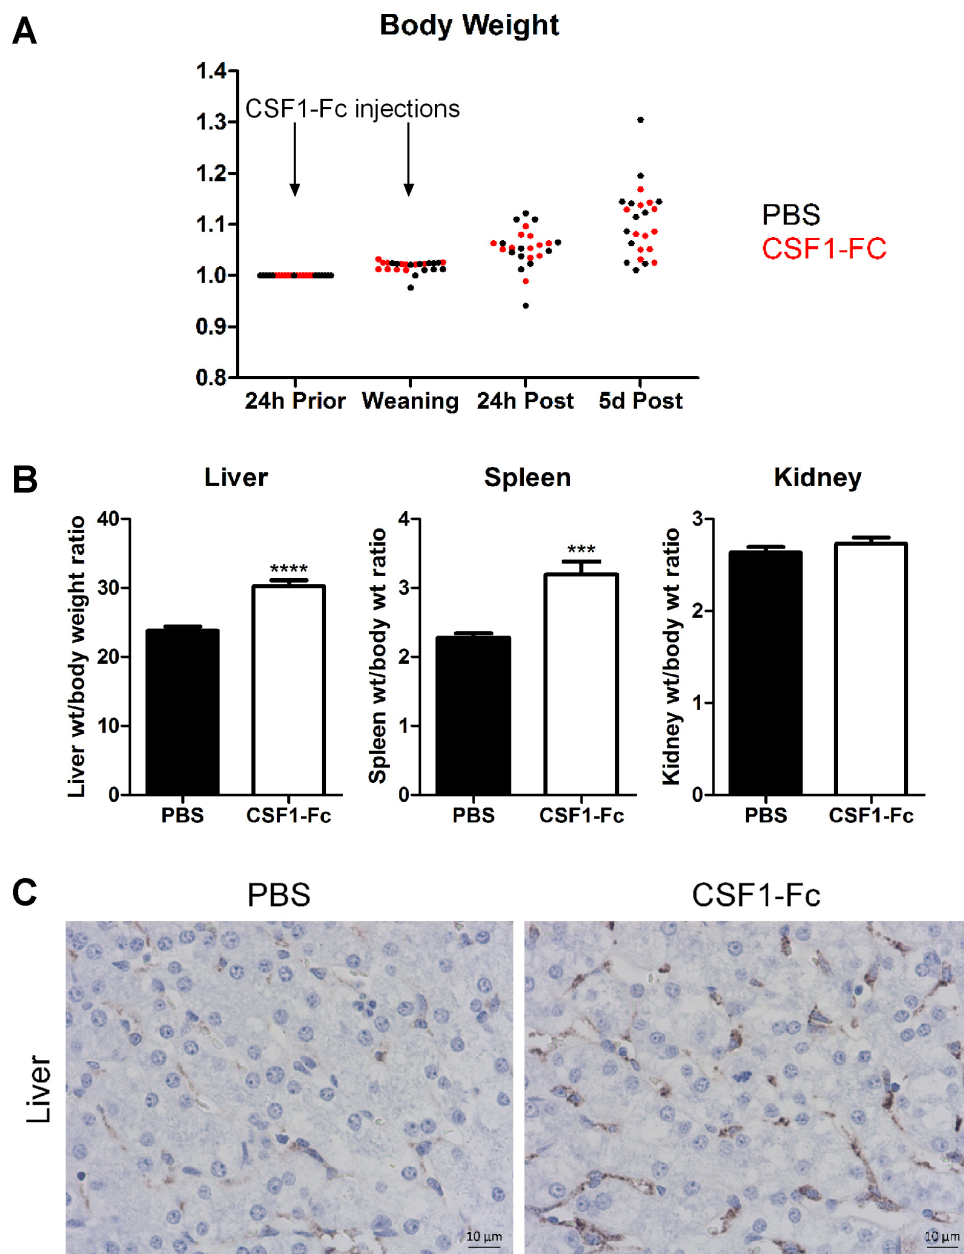 A
Body Weight
1.4
1.3
1.2
1.1
1.0
0.9
0.8
CSF1-Fc injections
PBS
CSF1-FC
24h Prior
Weaning
24h Post
5d Post
B
Liver
Liver wt/body weight ratio
40
30
20
10
0
****
PBS
CSF1-Fc
Spleen
Spleen wt/body wt ratio
4
3
2
1
0
***
PBS
CSF1-Fc
Kidney
Kidney wt/body wt ratio
3
2
1
0
PBS
CSF1-Fc
C
PBS
CSF1-Fc
Liver
10 µm
10 µm